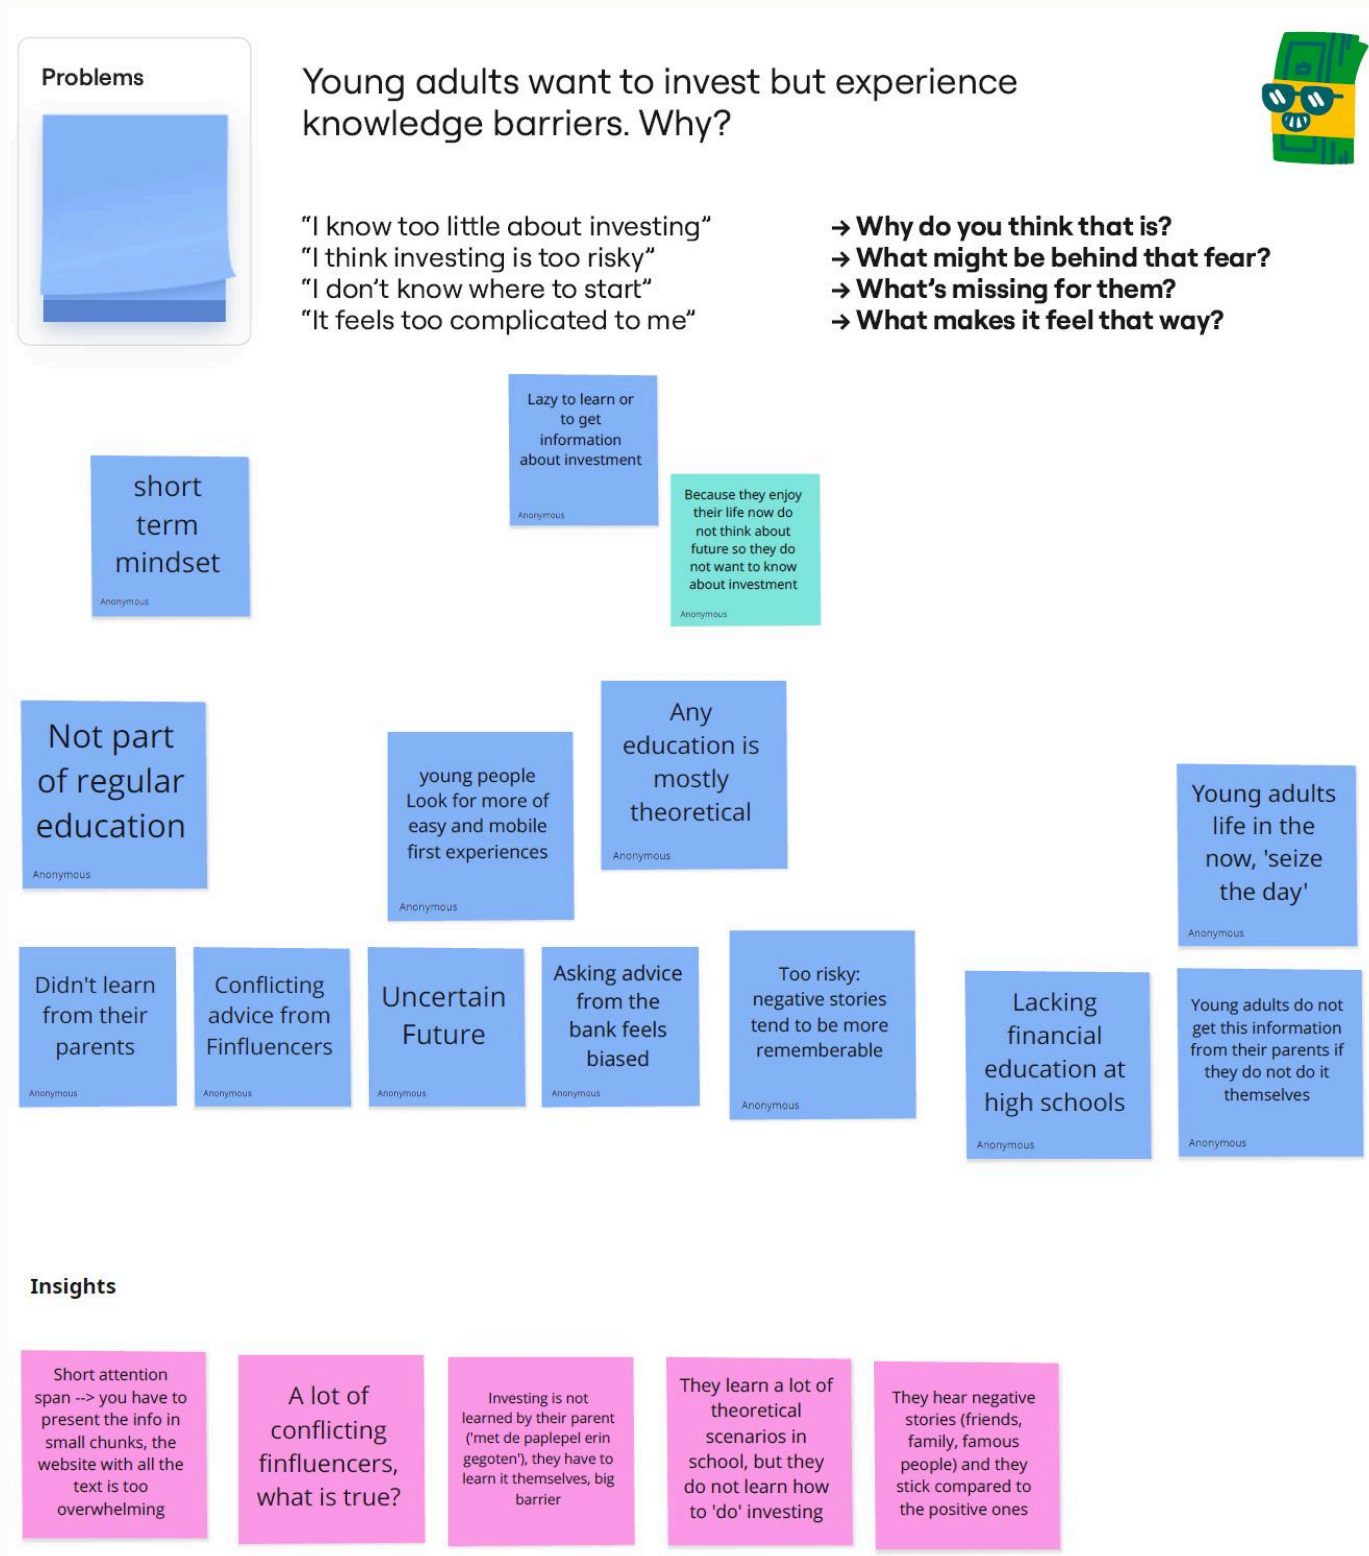 Problems
Young adults want to invest but experience
knowledge barriers. Why?
“I know too little about investing” → Why do you think that is?
“I think investing is too risky” → What might be behind that fear?
“I don’t know where to start” → What’s missing for them?
“It feels too complicated to me” → What makes it feel that way?
Lazy to learn or
to get
information
about investment
Anonymous
short
term
mindset
Anonymous
Because they enjoy
their life now do
not think about
future so they do
not want to know
about investment
Anonymous
Not part
of regular
education
Anonymous
young people
Look for more of
easy and mobile
first experiences
Anonymous
Any
education is
mostly
theoretical
Anonymous
Young adults
life in the
now, 'seize
the day'
Anonymous
Didn't learn
from their
parents
Anonymous
Conflicting
advice from
Finfluencers
Anonymous
Uncertain
Future
Anonymous
Asking advice
from the
bank feels
biased
Anonymous
Too risky:
negative stories
tend to be more
rememberable
Anonymous
Lacking
financial
education at
high schools
Anonymous
Young adults do not
get this information
from their parents if
they do not do it
themselves
Anonymous
Insights
Short attention
span --> you have to
present the info in
small chunks, the
website with all the
text is too
overwhelming
A lot of
conflicting
finfluencers,
what is true?
Investing is not
learned by their parent
('met de paplepel erin
gegoten'), they have to
learn it themselves, big
barrier
They learn a lot of
theoretical
scenarios in
school, but they
do not learn how
to 'do' investing
They hear negative
stories (friends,
family, famous
people) and they
stick compared to
the positive ones